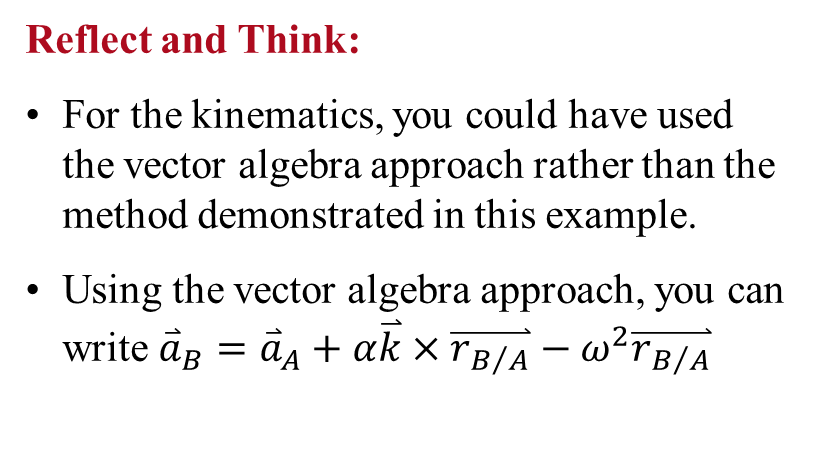 Reflect and Think:
• For the kinematics, you could have used
the vector algebra approach rather than the
method demonstrated in this example.
• Using the vector algebra approach, you can
write $\vec{a}_B = \vec{a}_A + \alpha\vec{k} \times \overrightarrow{r_{B/A}} - \omega^2\overrightarrow{r_{B/A}}$